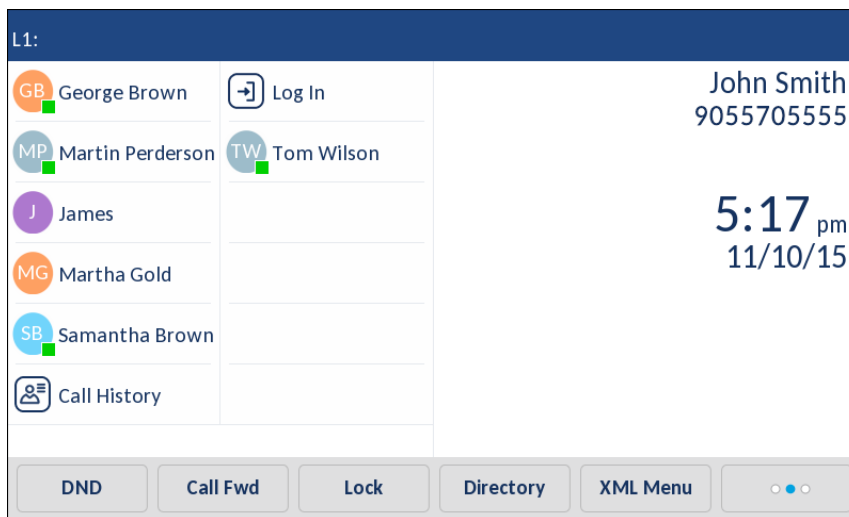 L1:
GB George Brown
MP Martin Perderson
J James
MG Martha Gold
SB Samantha Brown
Call History
Log In
TW Tom Wilson
John Smith
9055705555
5:17 pm
11/10/15
DND
Call Fwd
Lock
Directory
XML Menu